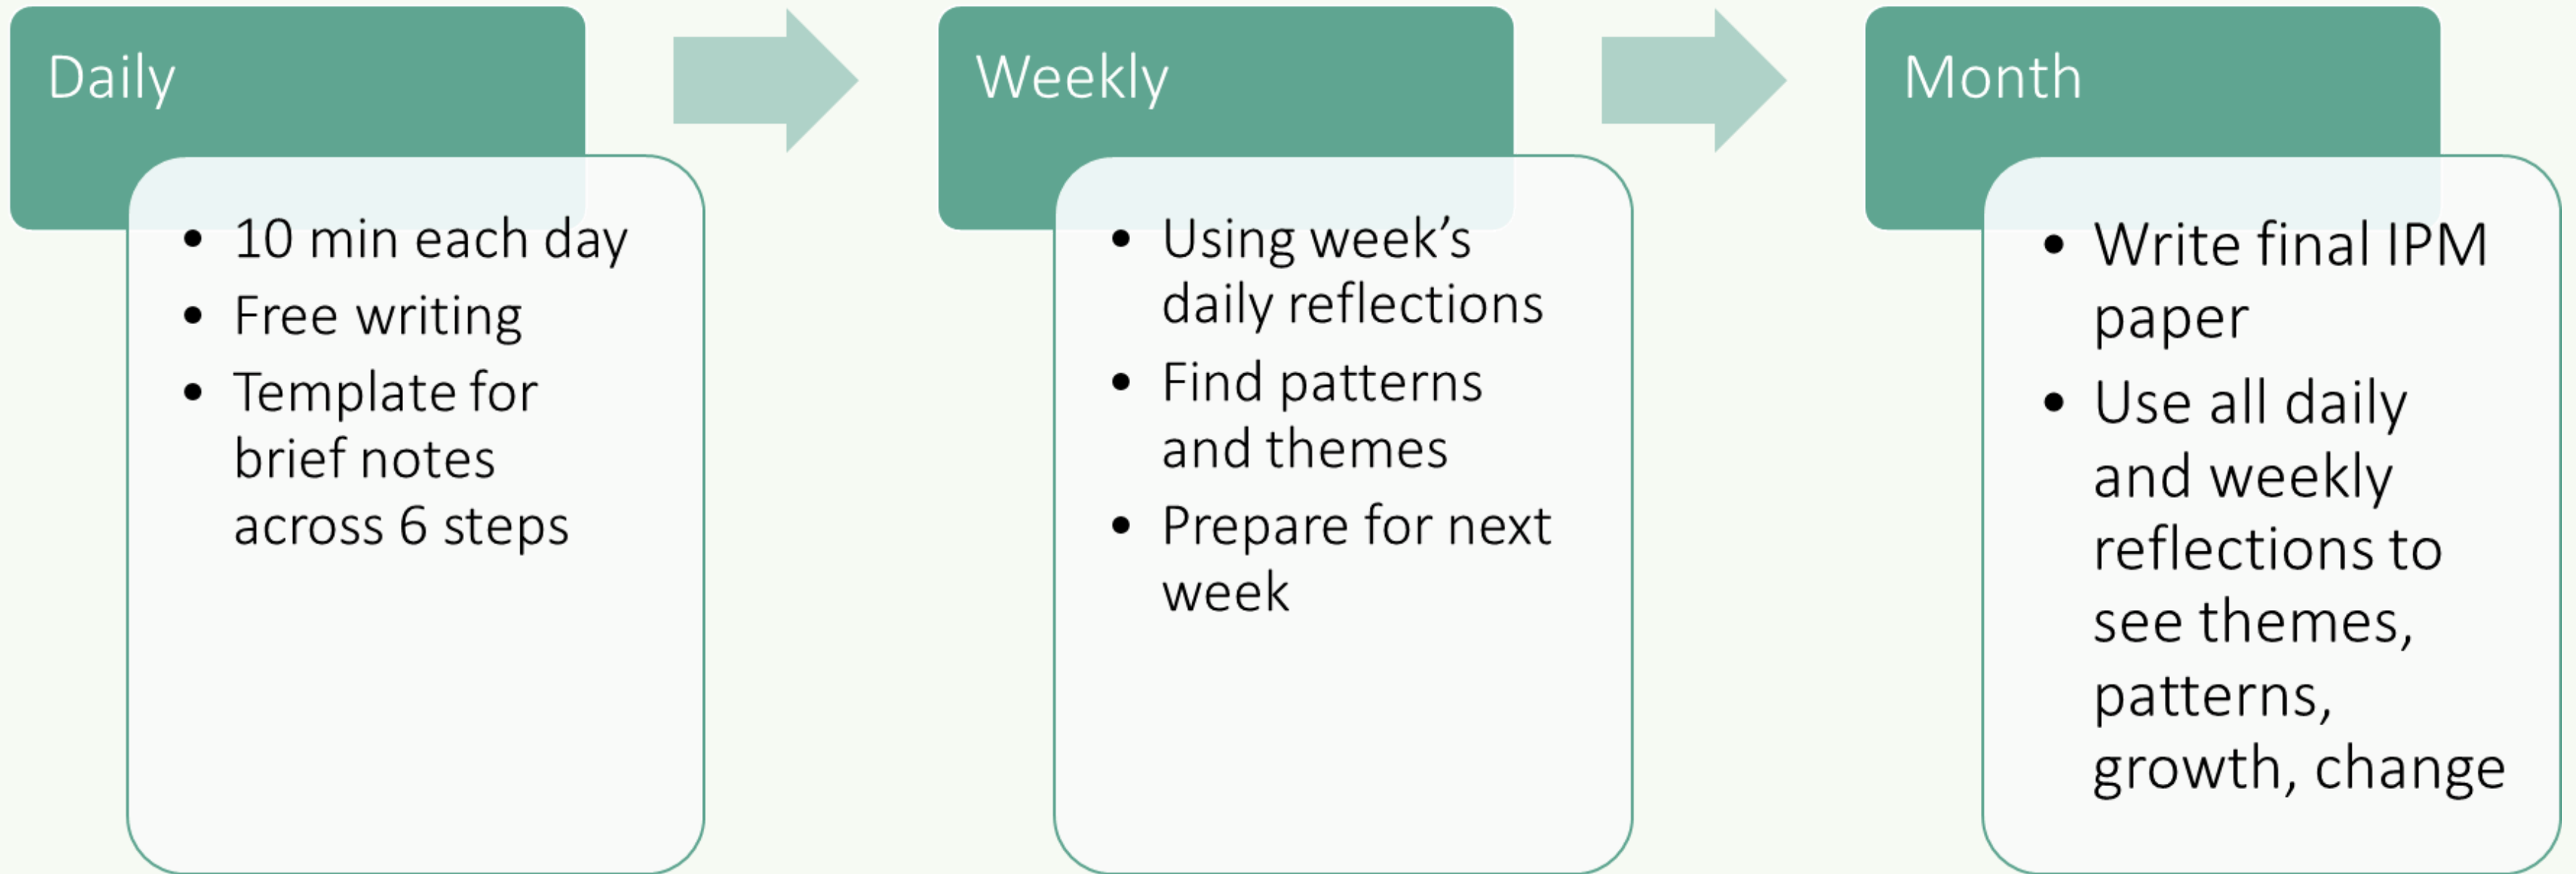 Daily
• 10 min each day
• Free writing
• Template for
brief notes
across 6 steps
Weekly
• Using week’s
daily reflections
• Find patterns
and themes
• Prepare for next
week
Month
• Write final IPM
paper
• Use all daily
and weekly
reflections to
see themes,
patterns,
growth, change